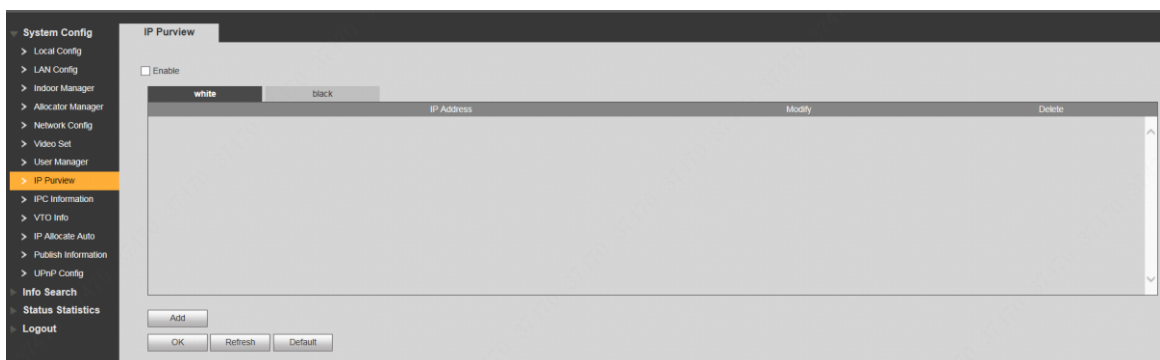 System Config
Local Config
LAN Config
Indoor Manager
Allocator Manager
Network Config
Video Set
User Manager
IP Purview
IPC Information
VTO Info
IP Allocate Auto
Publish Information
UPnP Config
Info Search
Status Statistics
Logout
IP Purview
Enable
white black
IP Address Modify Delete
Add
OK Refresh Default